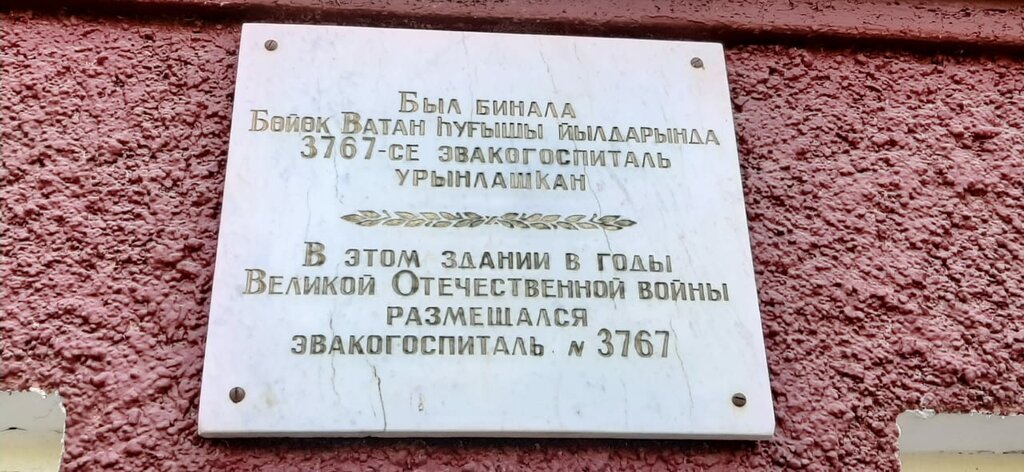 Был бинала
Бөйөк Ватан һуғышы йылдарында
3767-се эвакогоспиталь
урынлашкан
В этом здании в годы
Великой Отечественной войны
размещался
эвакогоспиталь № 3767